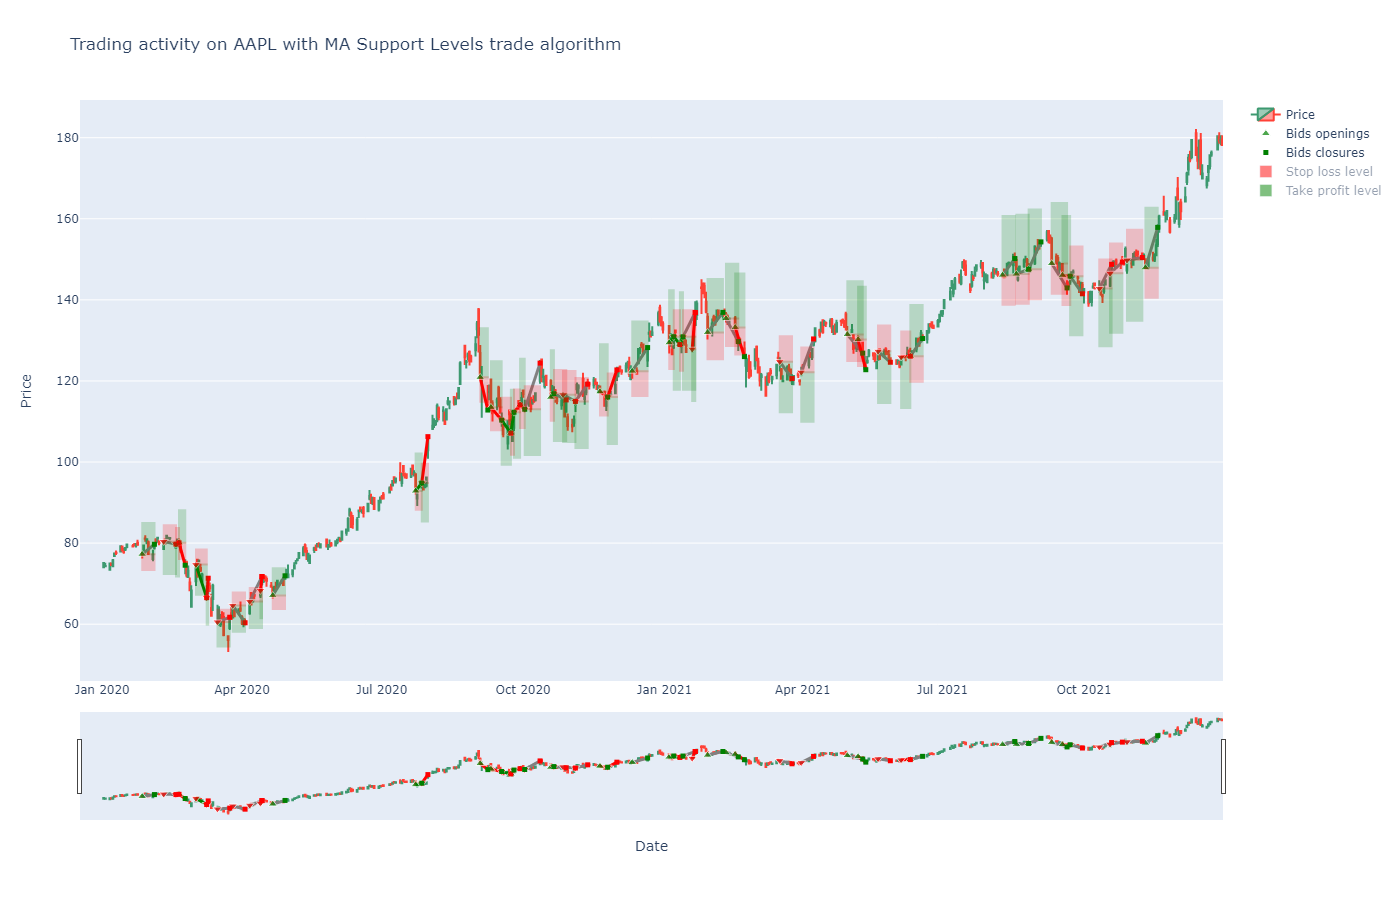 Trading activity on AAPL with MA Support Levels trade algorithm
Price
Bids openings
Bids closures
Stop loss level
Take profit level
180
160
140
120
100
80
60
Price
Jan 2020
Apr 2020
Jul 2020
Oct 2020
Jan 2021
Apr 2021
Jul 2021
Oct 2021
Date